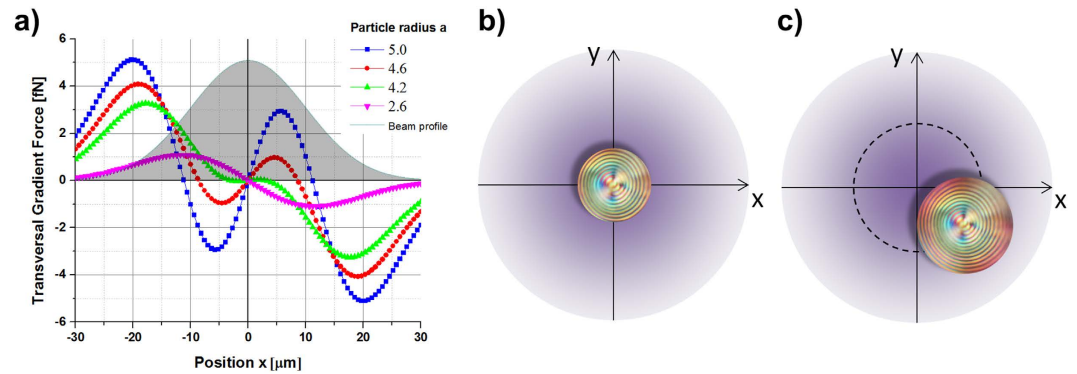 a)
Particle radius a
5.0
4.6
4.2
2.6
Beam profile
Transversal Gradient Force [fN]
6
4
2
0
-2
-4
-6
-30 -20 -10 0 10 20 30
Position x [μm]
b)
y
x
c)
y
x